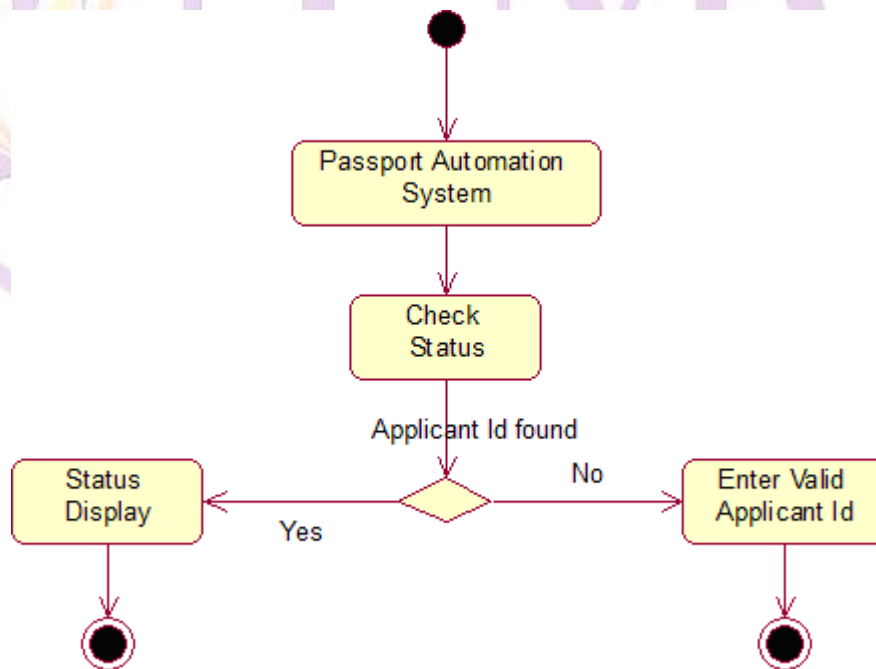 Passport Automation
System
Check
Status
Applicant Id found
Status
Display
Yes
No
Enter Valid
Applicant Id